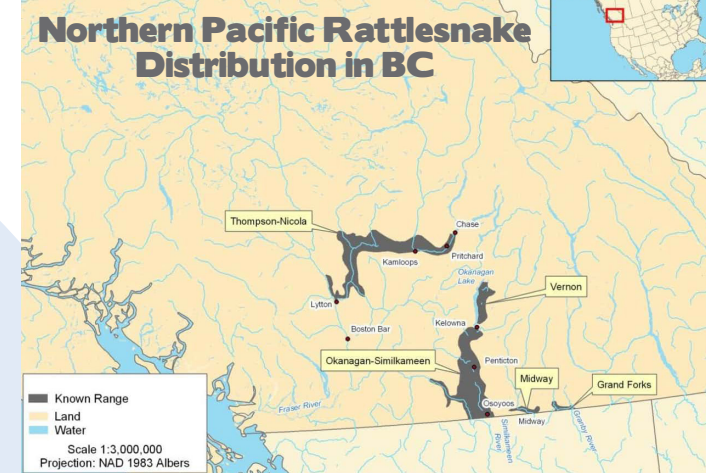 Northern Pacific Rattlesnake
Distribution in BC
Thompson-Nicola
Chase
Kamloops
Pritchard
Okanagan
Lake
Vernon
Lytton
Boston Bar
Kelowna
Okanagan-Similkameen
Penticton
Midway
Grand Forks
Osoyoos
Midway
Fraser River
Similkameen
River
Granby River
Known Range
Land
Water
Scale 1:3,000,000
Projection: NAD 1983 Albers